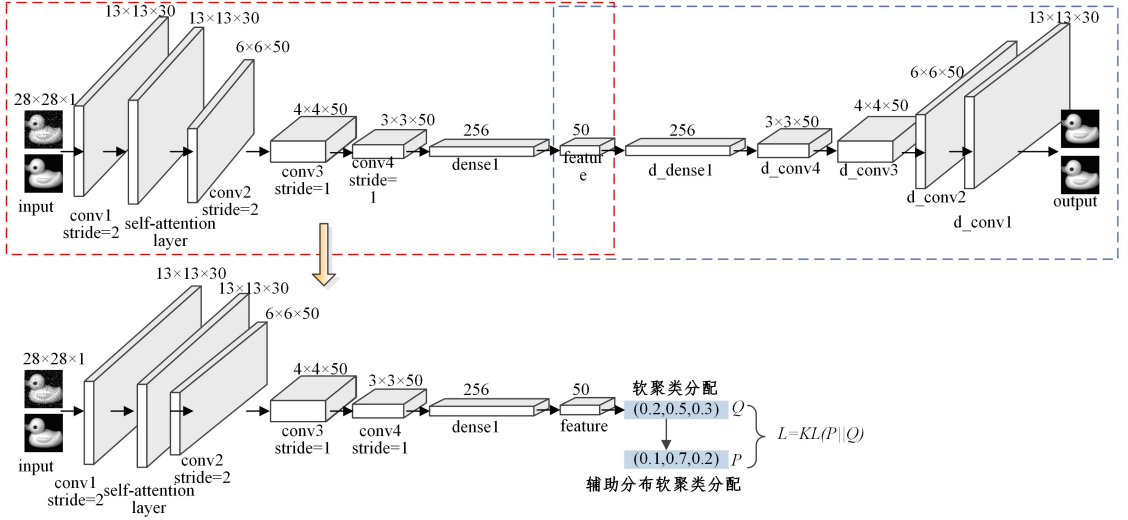 13×13×30
13×13×30
6×6×50
28×28×1
4×4×50
3×3×50
256
50
256
3×3×50
4×4×50
6×6×50
13×13×30
input
conv1
stride=2
self-attention
layer
conv2
stride=2
conv3
stride=1
conv4
stride=
1
dense1
featur
e
d_dense1
d_conv4
d_conv3
d_conv2
d_conv1
output
13×13×30
13×13×30
6×6×50
28×28×1
4×4×50
3×3×50
256
50
input
conv1
stride=2
self-attention
layer
conv2
stride=2
conv3
stride=1
conv4
stride=1
dense1
feature
软聚类分配
(0.2,0.5,0.3) Q
L=KL(P||Q)
(0.1,0.7,0.2) P
辅助分布软聚类分配